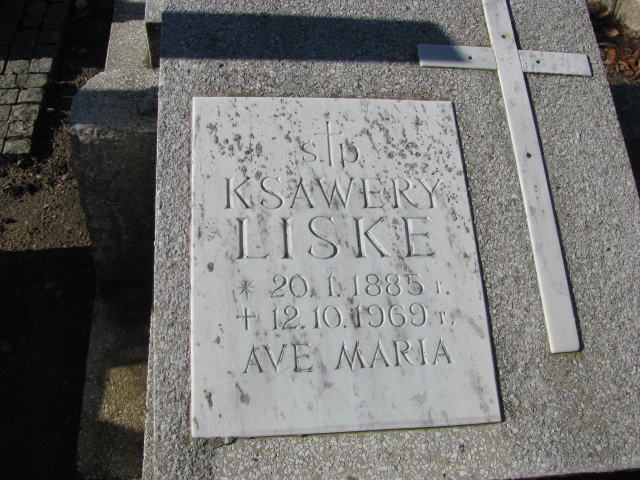 s. † p.
KSAWERY
LISKE
* 20.1.1885 r.
† 12.10.1969 r.
AVE MARIA